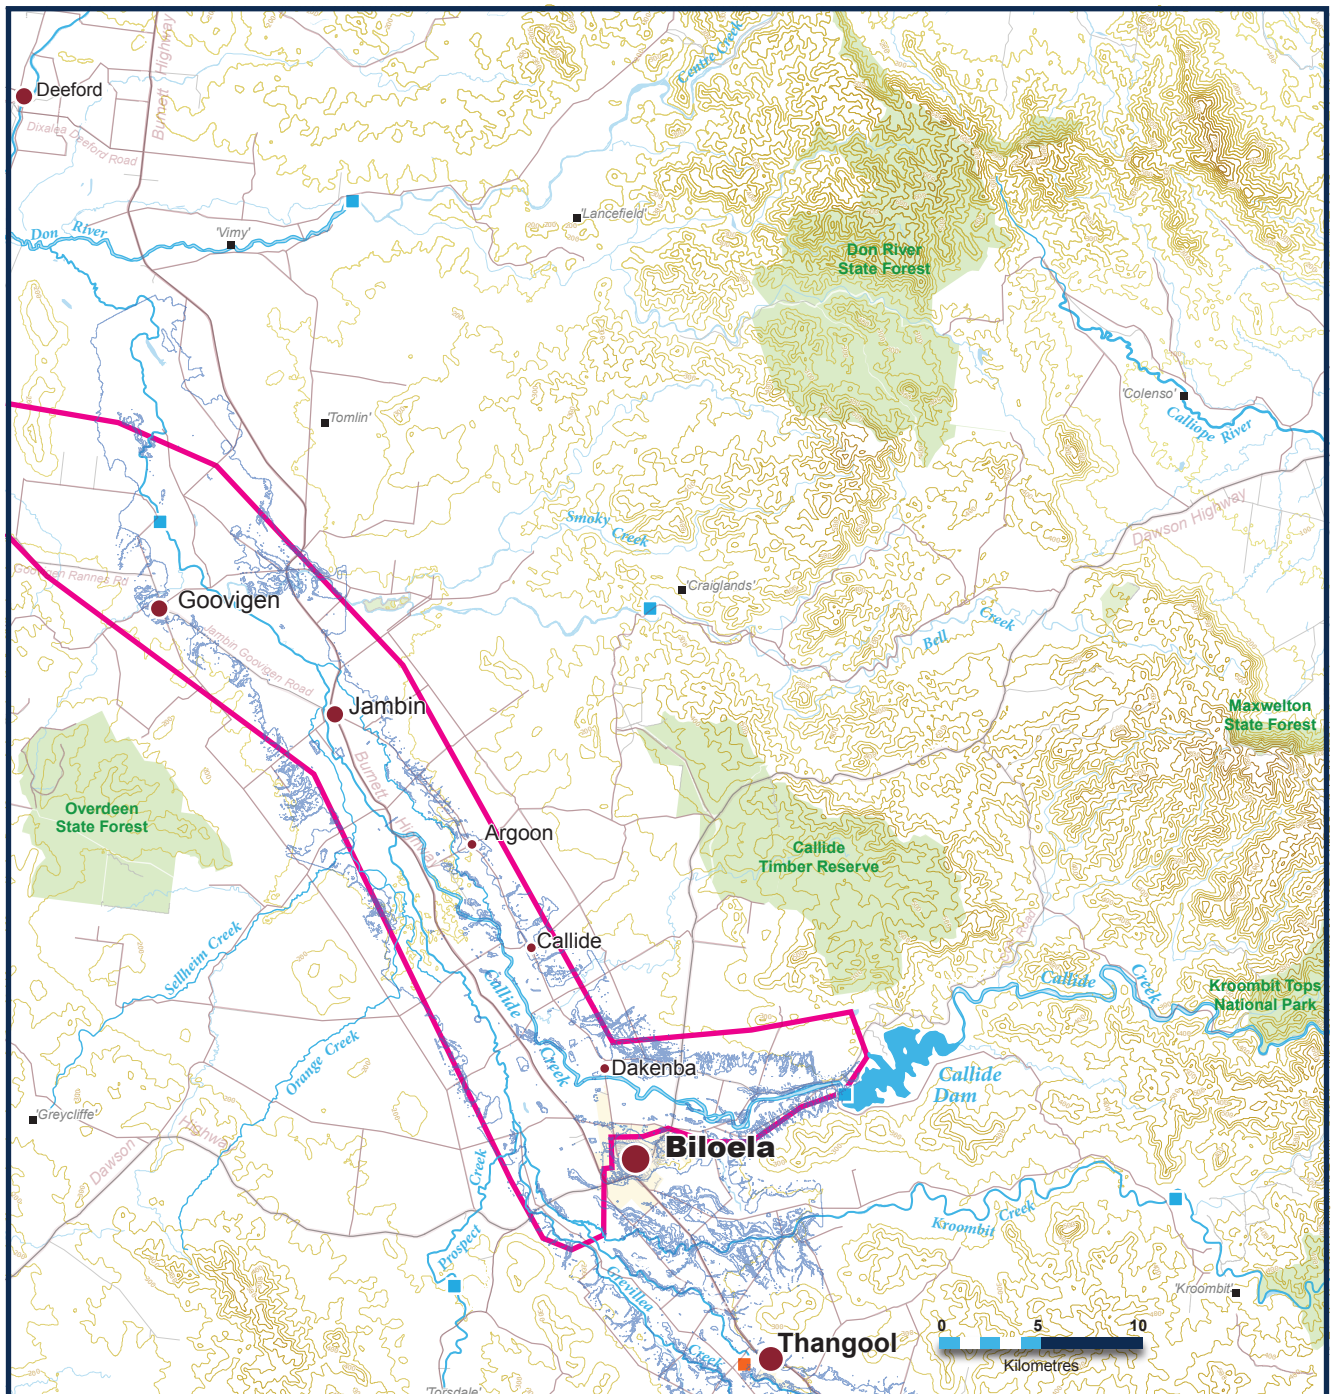 Burnett Highway
Centre Creek
Deeford
Dixalea Deeford Road
'Lancefield'
Don River
'Vimy'
Don River
State Forest
'Colenso'
Calliope River
'Tomlin'
Dawson Highway
Smoky
Creek
Goovigen Rannes Rd
'Craiglands'
Goovigen
Creek
Bell
Jambin Goovigen Road
Jambin
Maxwelton
State Forest
Burnett
Highway
Overdeen
State Forest
Argoon
Callide
Timber Reserve
Callide
Sellheim Creek
Callide
Creek
Callide
Creek
Kroombit Tops
National Park
Orange Creek
Dakenba
Callide
Dam
'Greycliffe'
Dawson
Highway
Biloela
Creek
Prospect
Kroombit
Creek
Grevillea
Creek
'Kroombit'
0
5
10
Kilometres
Thangool
'Torsdale'